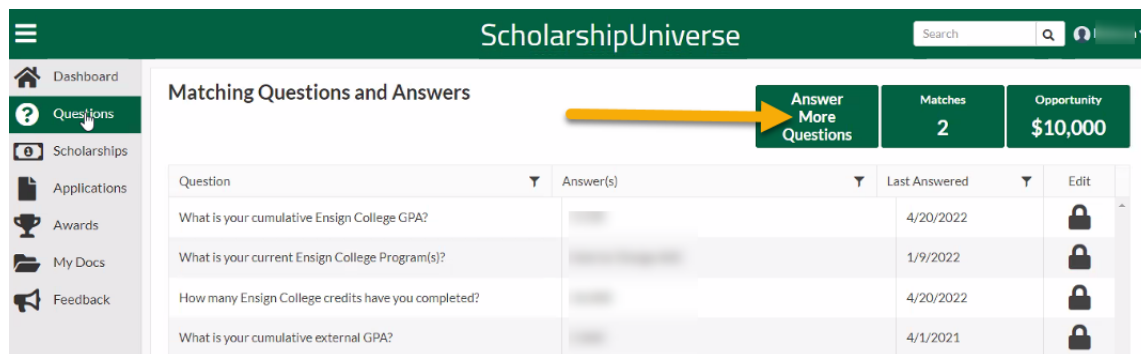 ScholarshipUniverse
Search
Dashboard
Questions
Scholarships
Applications
Awards
My Docs
Feedback
Matching Questions and Answers
Answer
More
Questions
Matches
2
Opportunity
$10,000
Question Answer(s) Last Answered Edit
What is your cumulative Ensign College GPA? 4/20/2022
What is your current Ensign College Program(s)? 1/9/2022
How many Ensign College credits have you completed? 4/20/2022
What is your cumulative external GPA? 4/1/2021